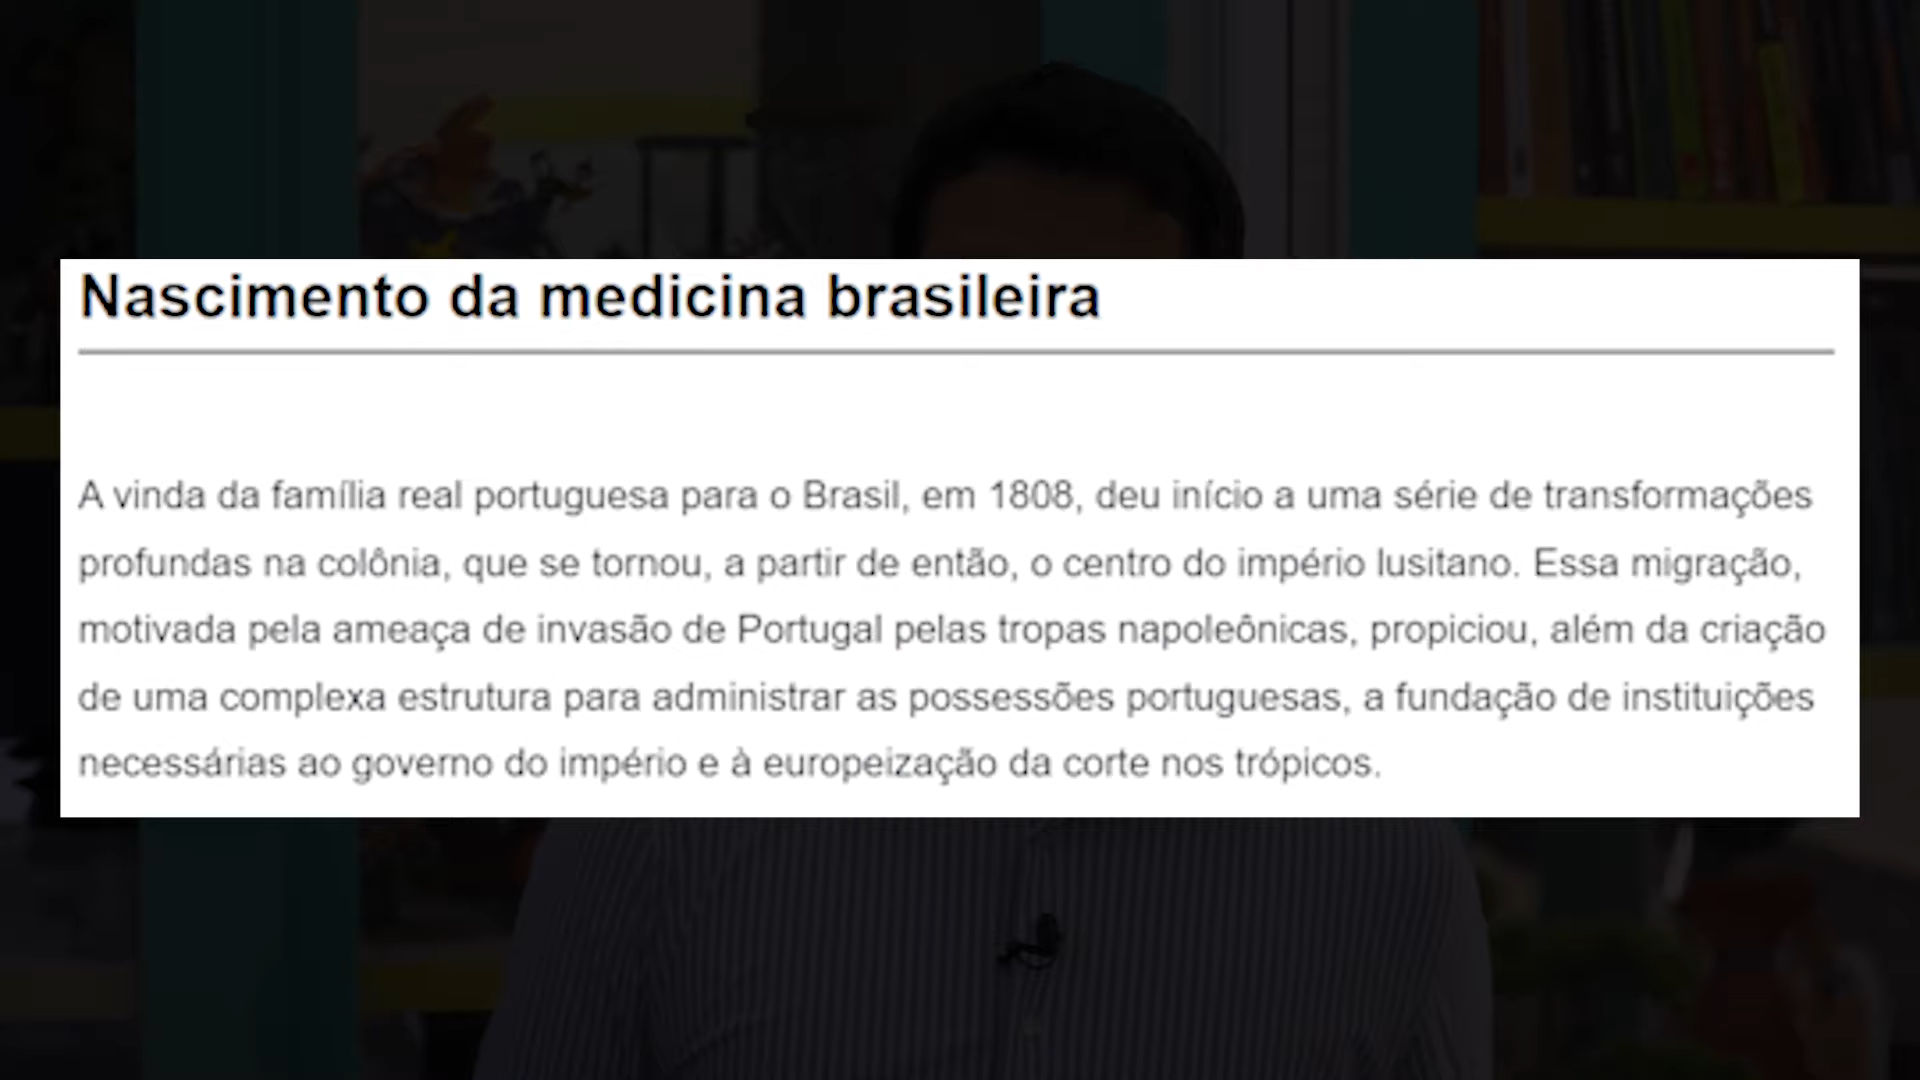 Nascimento da medicina brasileira
A vinda da família real portuguesa para o Brasil, em 1808, deu início a uma série de transformações
profundas na colônia, que se tornou, a partir de então, o centro do império lusitano. Essa migração,
motivada pela ameaça de invasão de Portugal pelas tropas napoleônicas, propiciou, além da criação
de uma complexa estrutura para administrar as possessões portuguesas, a fundação de instituições
necessárias ao governo do império e à europeização da corte nos trópicos.